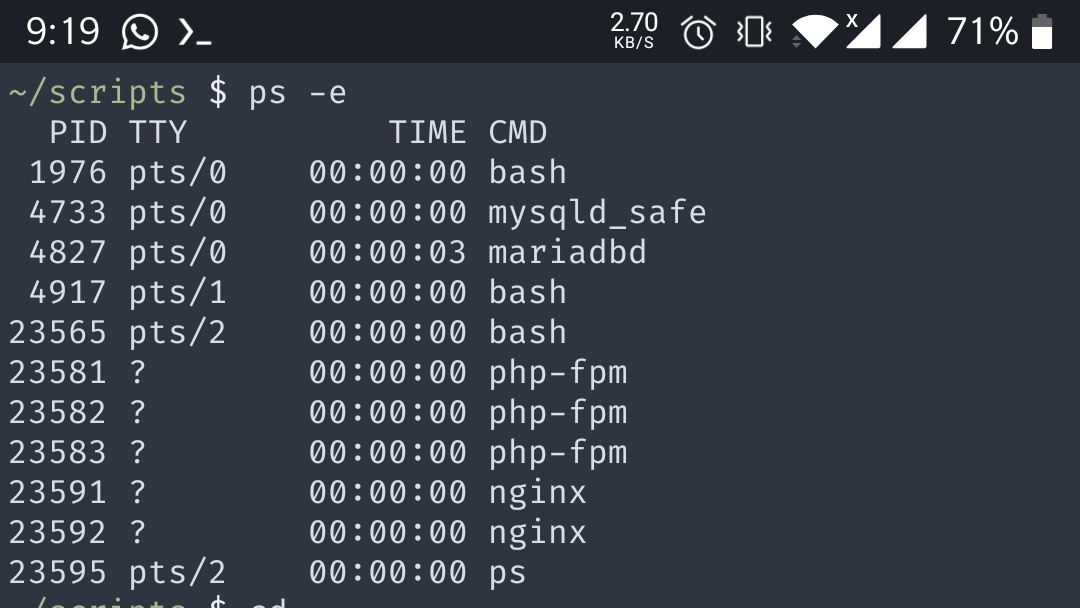 9:19 2.70 KB/S X 71%
~/scripts $ ps -e
  PID TTY          TIME CMD
 1976 pts/0    00:00:00 bash
 4733 pts/0    00:00:00 mysqld_safe
 4827 pts/0    00:00:03 mariadbd
 4917 pts/1    00:00:00 bash
23565 pts/2    00:00:00 bash
23581 ?        00:00:00 php-fpm
23582 ?        00:00:00 php-fpm
23583 ?        00:00:00 php-fpm
23591 ?        00:00:00 nginx
23592 ?        00:00:00 nginx
23595 pts/2    00:00:00 ps
~/scripts $